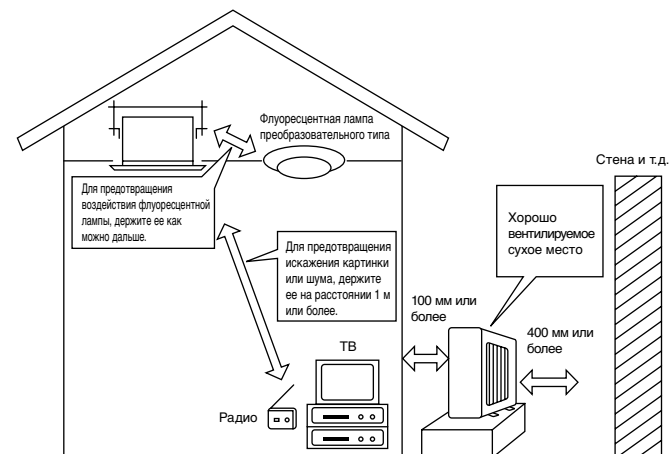 Флуоресцентная лампа
преобразовательного типа
Стена и т.д.
Для предотвращения
воздействия флуоресцентной
лампы, держите ее как
можно дальше.
Хорошо
вентилируемое
сухое место
Для предотвращения
искажения картинки
или шума, держите
ее на расстоянии 1 м
или более.
100 мм или
более
400 мм или
более
ТВ
Радио